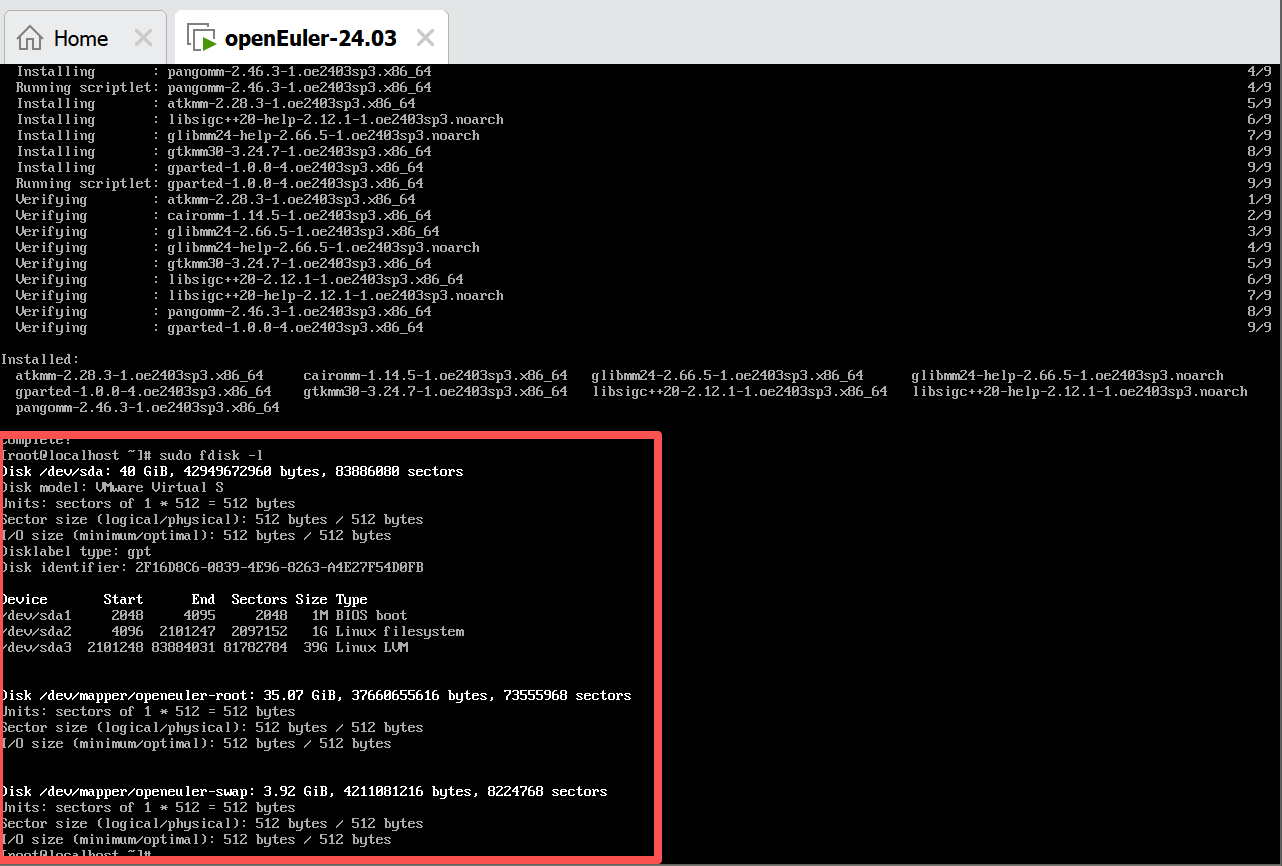 Home
openEuler-24.03
Installing : pangomm-2.46.3-1.oe2403sp3.x86_64 4/9
Running scriptlet: pangomm-2.46.3-1.oe2403sp3.x86_64 4/9
Installing : atkmm-2.28.3-1.oe2403sp3.x86_64 5/9
Installing : libsigc++20-help-2.12.1-1.oe2403sp3.noarch 6/9
Installing : glibmm24-help-2.66.5-1.oe2403sp3.noarch 7/9
Installing : gtkmm30-3.24.7-1.oe2403sp3.x86_64 8/9
Installing : gparted-1.0.0-4.oe2403sp3.x86_64 9/9
Running scriptlet: gparted-1.0.0-4.oe2403sp3.x86_64 9/9
Verifying : atkmm-2.28.3-1.oe2403sp3.x86_64 1/9
Verifying : cairomm-1.14.5-1.oe2403sp3.x86_64 2/9
Verifying : glibmm24-2.66.5-1.oe2403sp3.x86_64 3/9
Verifying : glibmm24-help-2.66.5-1.oe2403sp3.noarch 4/9
Verifying : gtkmm30-3.24.7-1.oe2403sp3.x86_64 5/9
Verifying : libsigc++20-2.12.1-1.oe2403sp3.x86_64 6/9
Verifying : libsigc++20-help-2.12.1-1.oe2403sp3.noarch 7/9
Verifying : pangomm-2.46.3-1.oe2403sp3.x86_64 8/9
Verifying : gparted-1.0.0-4.oe2403sp3.x86_64 9/9
Installed:
atkmm-2.28.3-1.oe2403sp3.x86_64 cairomm-1.14.5-1.oe2403sp3.x86_64 glibmm24-2.66.5-1.oe2403sp3.x86_64 glibmm24-help-2.66.5-1.oe2403sp3.noarch
gparted-1.0.0-4.oe2403sp3.x86_64 gtkmm30-3.24.7-1.oe2403sp3.x86_64 libsigc++20-2.12.1-1.oe2403sp3.x86_64 libsigc++20-help-2.12.1-1.oe2403sp3.noarch
pangomm-2.46.3-1.oe2403sp3.x86_64
Complete!
[root@localhost ~]# sudo fdisk -l
Disk /dev/sda: 40 GiB, 42949672960 bytes, 83886080 sectors
Disk model: VMware Virtual S
Units: sectors of 1 * 512 = 512 bytes
Sector size (logical/physical): 512 bytes / 512 bytes
I/O size (minimum/optimal): 512 bytes / 512 bytes
Disklabel type: gpt
Disk identifier: 2F16D8C6-0839-4E96-8263-A4E27F54D0FB
Device Start End Sectors Size Type
/dev/sda1 2048 4095 2048 1M BIOS boot
/dev/sda2 4096 2101247 2097152 1G Linux filesystem
/dev/sda3 2101248 83884031 81782784 39G Linux LVM
Disk /dev/mapper/openeuler-root: 35.07 GiB, 37660655616 bytes, 73555968 sectors
Units: sectors of 1 * 512 = 512 bytes
Sector size (logical/physical): 512 bytes / 512 bytes
I/O size (minimum/optimal): 512 bytes / 512 bytes
Disk /dev/mapper/openeuler-swap: 3.92 GiB, 4211081216 bytes, 8224768 sectors
Units: sectors of 1 * 512 = 512 bytes
Sector size (logical/physical): 512 bytes / 512 bytes
I/O size (minimum/optimal): 512 bytes / 512 bytes
[root@localhost ~]#